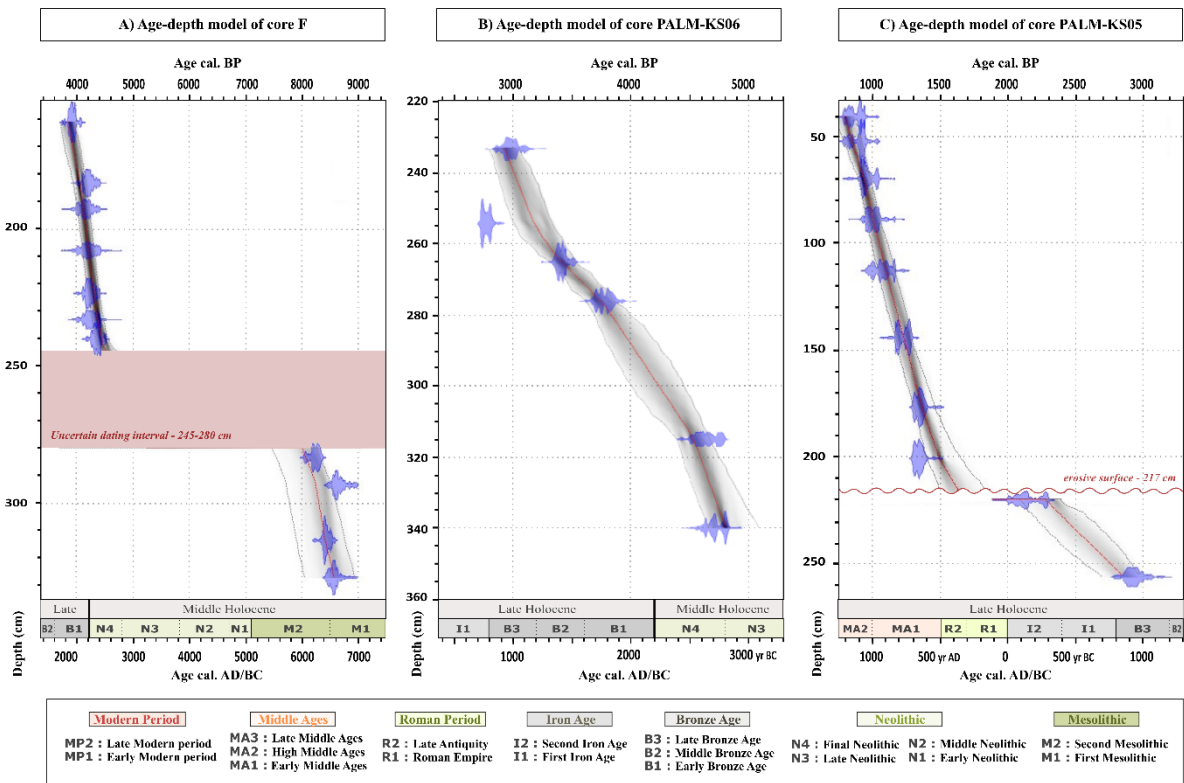 A) Age-depth model of core F
B) Age-depth model of core PALM-KS06
C) Age-depth model of core PALM-KS05
Age cal. BP
4000 5000 6000 7000 8000 9000
200
250
300
Uncertain dating interval - 245-280 cm
Depth (cm)
Late Middle Holocene
B2 B1 N4 N3 N2 N1 M2 M1
2000 3000 4000 5000 6000 7000
Age cal. AD/BC
Age cal. BP
3000 4000 5000
220
240
260
280
300
320
340
360
Depth (cm)
Late Holocene Middle Holocene
I1 B3 B2 B1 N4 N3
1000 2000 3000 yr BC
Age cal. AD/BC
Age cal. BP
1000 1500 2000 2500 3000
50
100
150
200
250
erosive surface - 217 cm
Depth (cm)
Late Holocene
MA2 MA1 R2 R1 I2 I1 B3 B2
1000 500 yr AD 0 500 yr BC 1000
Age cal. AD/BC
Modern Period
MP2 : Late Modern period
MP1 : Early Modern period
Middle Ages
MA3 : Late Middle Ages
MA2 : High Middle Ages
MA1 : Early Middle Ages
Roman Period
R2 : Late Antiquity
R1 : Roman Empire
Iron Age
I2 : Second Iron Age
I1 : First Iron Age
Bronze Age
B3 : Late Bronze Age
B2 : Middle Bronze Age
B1 : Early Bronze Age
Neolithic
N4 : Final Neolithic N2 : Middle Neolithic
N3 : Late Neolithic N1 : Early Neolithic
Mesolithic
M2 : Second Mesolithic
M1 : First Mesolithic